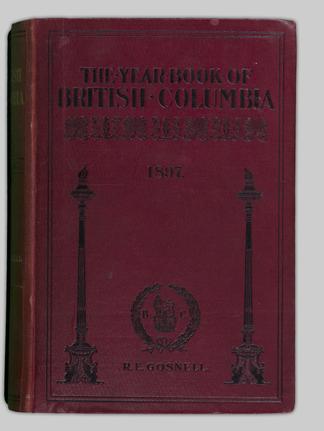 THE·YEAR·BOOK OF
BRITISH·COLUMBIA
1897
B C
R.E.GOSNELL.